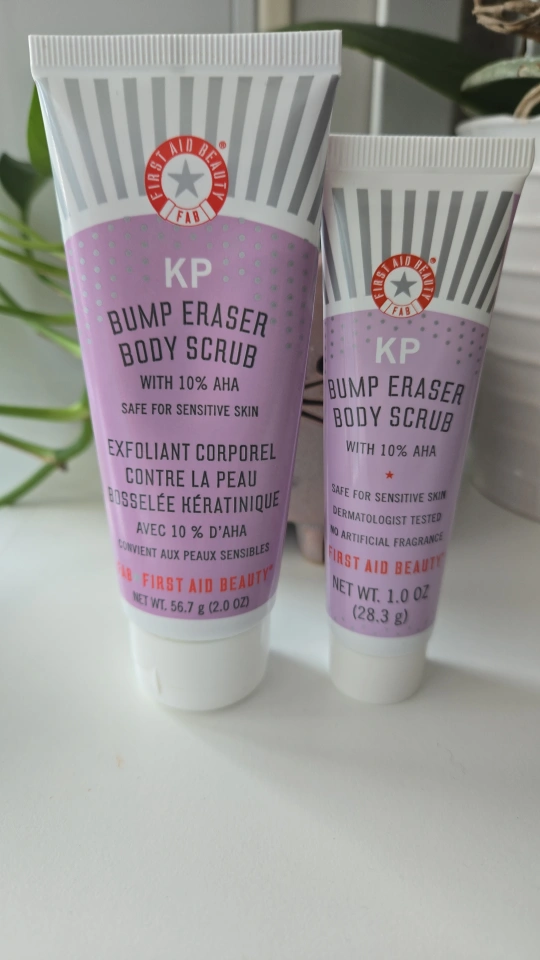 FIRST AID BEAUTY®
FAB
KP
BUMP ERASER
BODY SCRUB
WITH 10% AHA
SAFE FOR SENSITIVE SKIN
EXFOLIANT CORPOREL
CONTRE LA PEAU
BOSSELÉE KÉRATINIQUE
AVEC 10 % D'AHA
CONVIENT AUX PEAUX SENSIBLES
FAB FIRST AID BEAUTY®
NET WT. 56.7 g (2.0 OZ)
FIRST AID BEAUTY®
FAB
KP
BUMP ERASER
BODY SCRUB
WITH 10% AHA
SAFE FOR SENSITIVE SKIN
DERMATOLOGIST TESTED
NO ARTIFICIAL FRAGRANCE
FIRST AID BEAUTY®
NET WT. 1.0 OZ
(28.3 g)